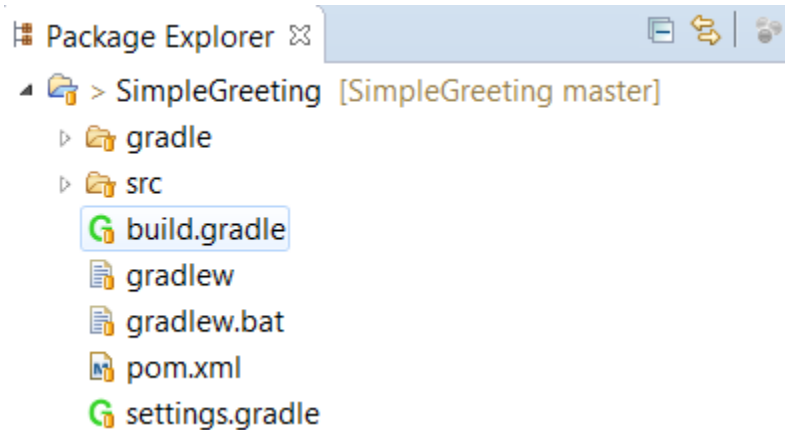 Package Explorer
> SimpleGreeting [SimpleGreeting master]
gradle
src
build.gradle
gradlew
gradlew.bat
pom.xml
settings.gradle